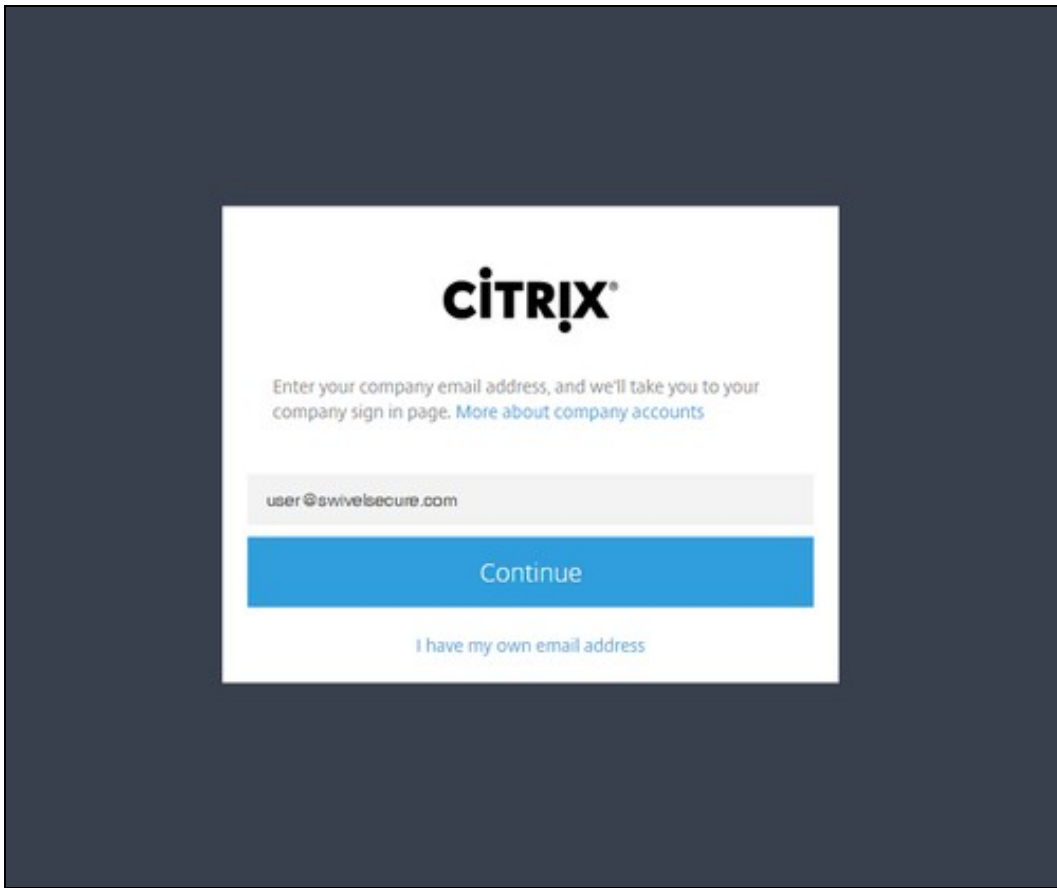 CiTRIX®
Enter your company email address, and we'll take you to your
company sign in page. More about company accounts
user@swivelsecure.com
Continue
I have my own email address